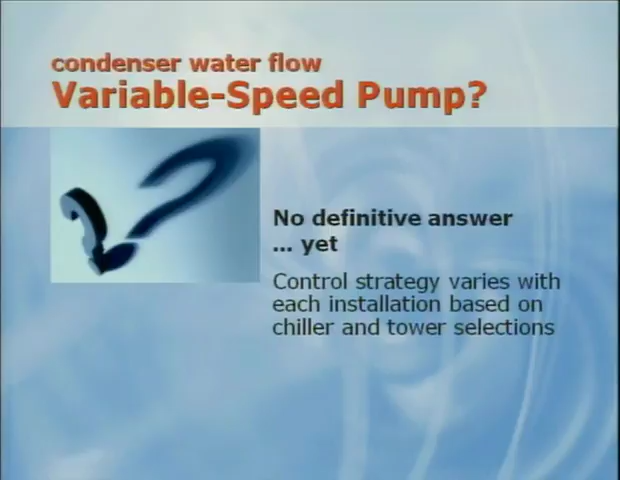 condenser water flow
Variable-Speed Pump?
No definitive answer
... yet
Control strategy varies with
each installation based on
chiller and tower selections